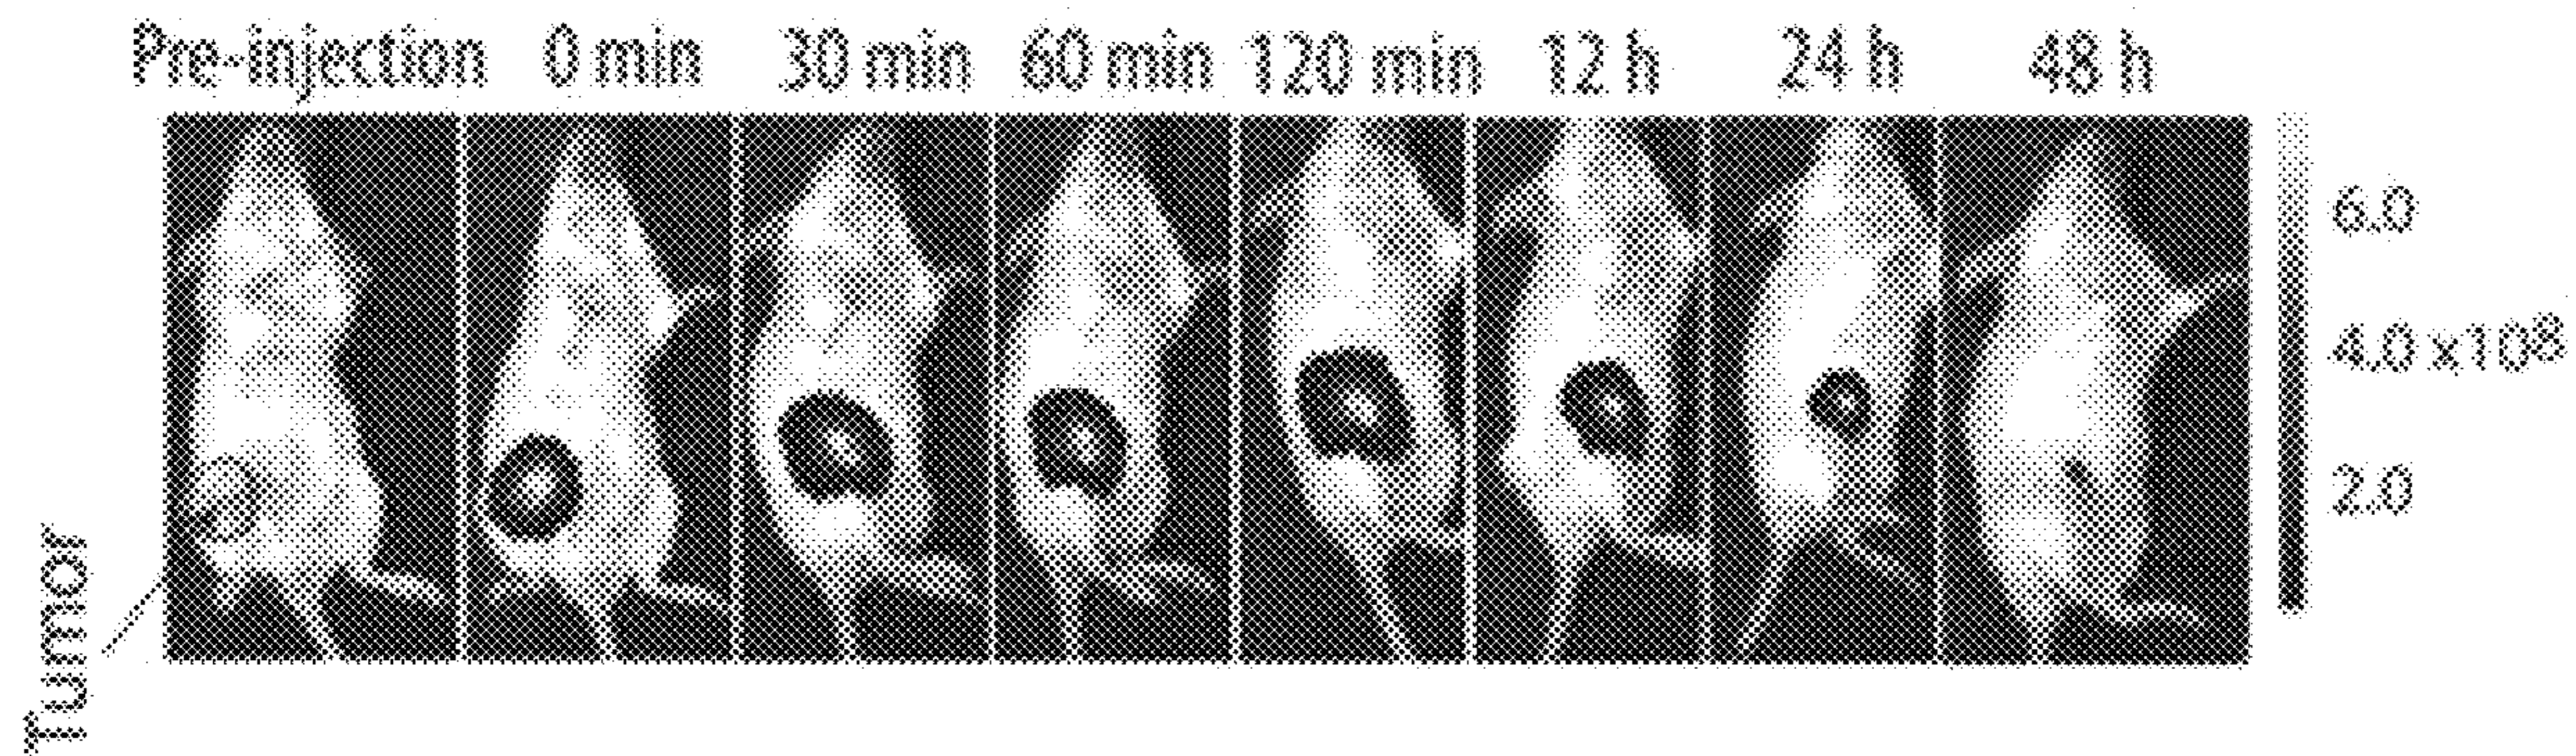 Pre-injection 0 min 30 min 60 min 120 min 12 h 24 h 48 h
6.0
4.0 x10⁸
2.0
Tumor